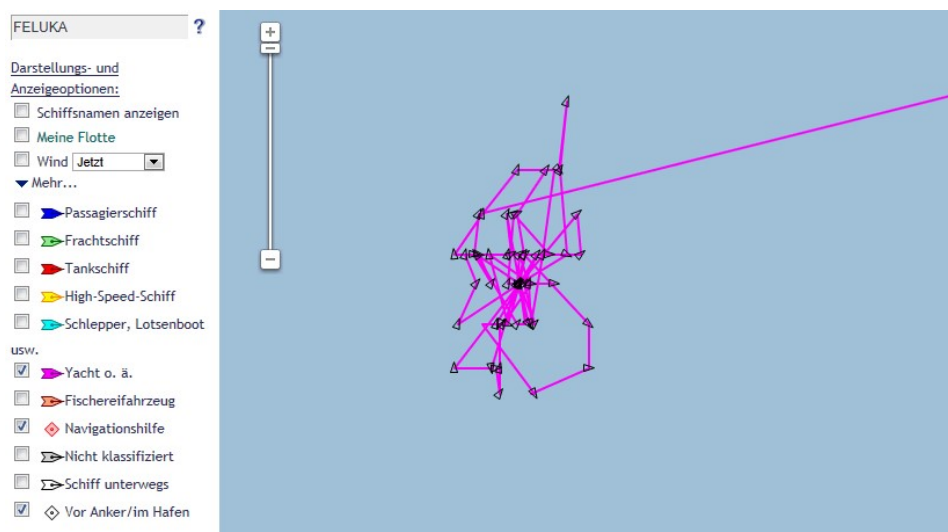 FELUKA ?
Darstellungs- und
Anzeigeoptionen:
Schiffsnamen anzeigen
Meine Flotte
Wind Jetzt
Mehr...
Passagierschiff
Frachtschiff
Tankschiff
High-Speed-Schiff
Schlepper, Lotsenboot
usw.
Yacht o. ä.
Fischereifahrzeug
Navigationshilfe
Nicht klassifiziert
Schiff unterwegs
Vor Anker/im Hafen